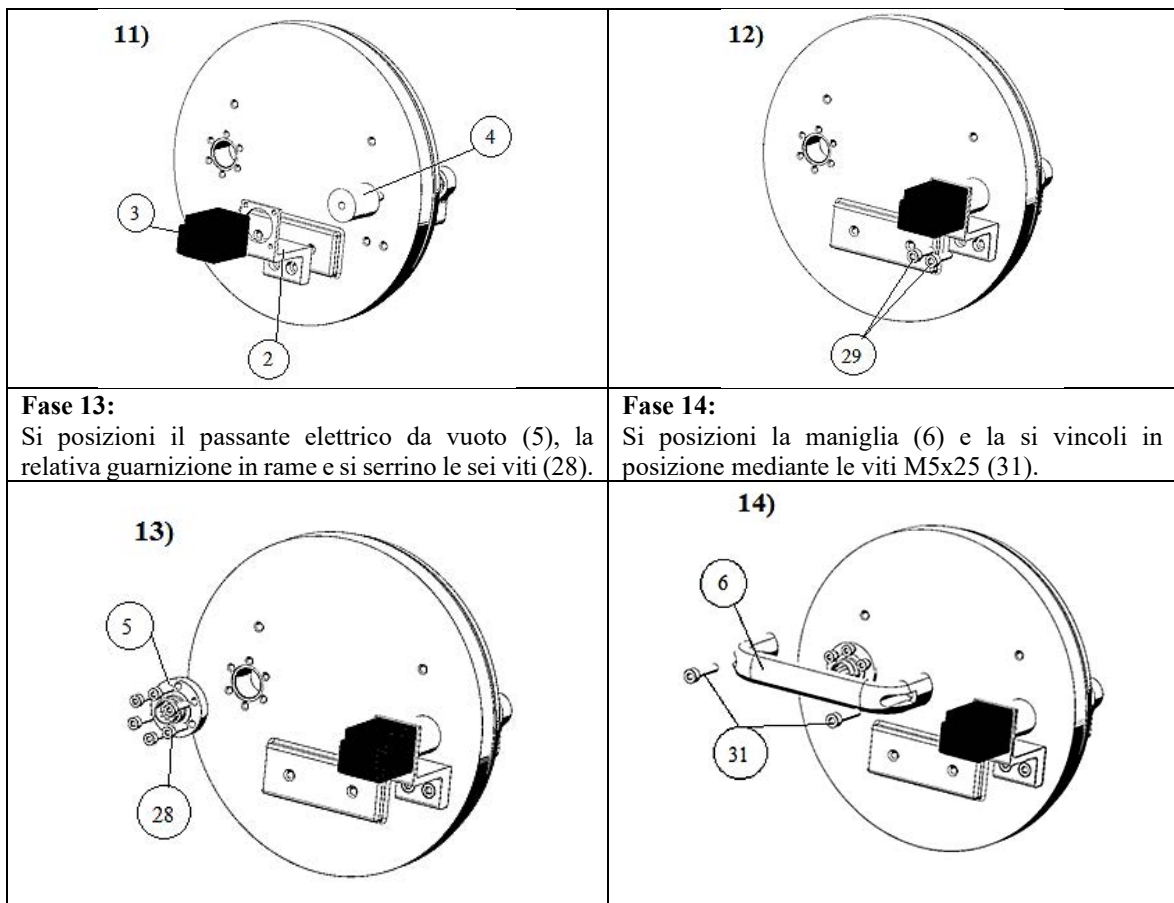 11)
4
3
2
12)
29
Fase 13:
Si posizioni il passante elettrico da vuoto (5), la
relativa guarnizione in rame e si serrino le sei viti (28).
Fase 14:
Si posizioni la maniglia (6) e la si vincoli in
posizione mediante le viti M5x25 (31).
13)
5
28
14)
6
31